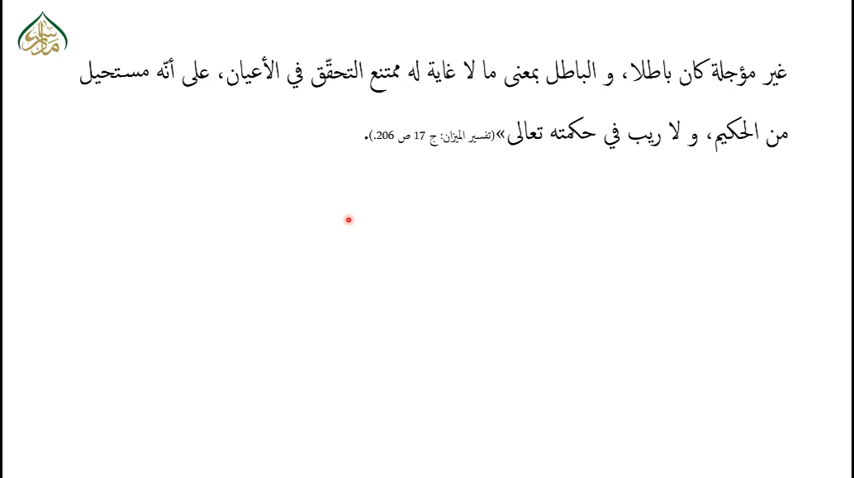 غير مؤجلة كان باطلا، و الباطل بمعنى ما لا غاية له ممتنع التحقّق في الأعيان، على أنّه مستحيل
من الحكيم، و لا ريب في حكمته تعالى»(تفسير الميزان: ج 17 ص 206.).